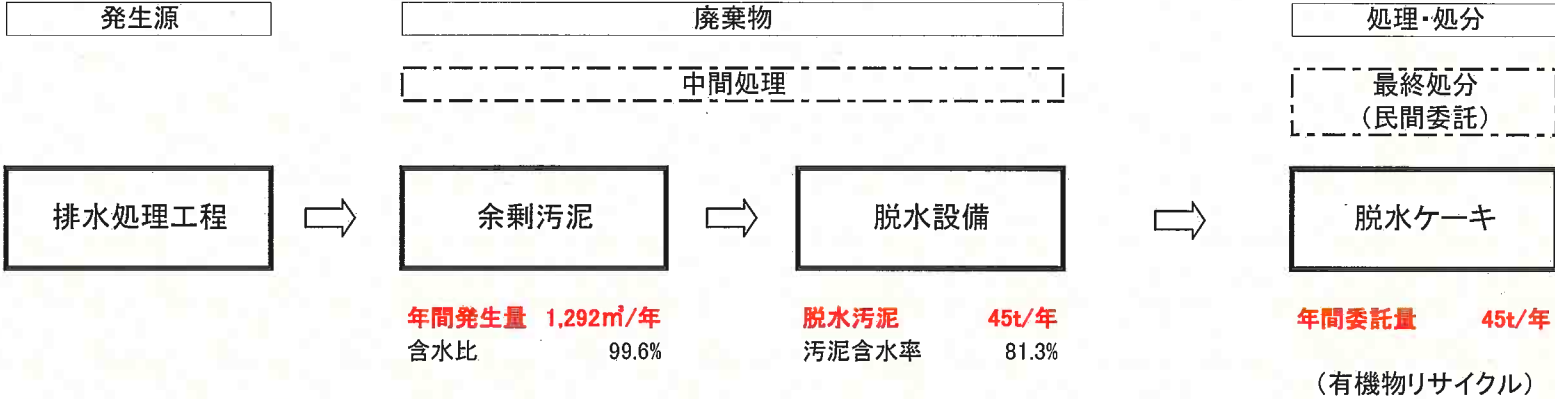 発生源
廃棄物
処理・処分
中間処理
最終処分
（民間委託）
排水処理工程
余剰汚泥
脱水設備
脱水ケーキ
年間発生量 1,292㎥/年
含水比 99.6%
脱水汚泥 45t/年
汚泥含水率 81.3%
年間委託量 45t/年
（有機物リサイクル）